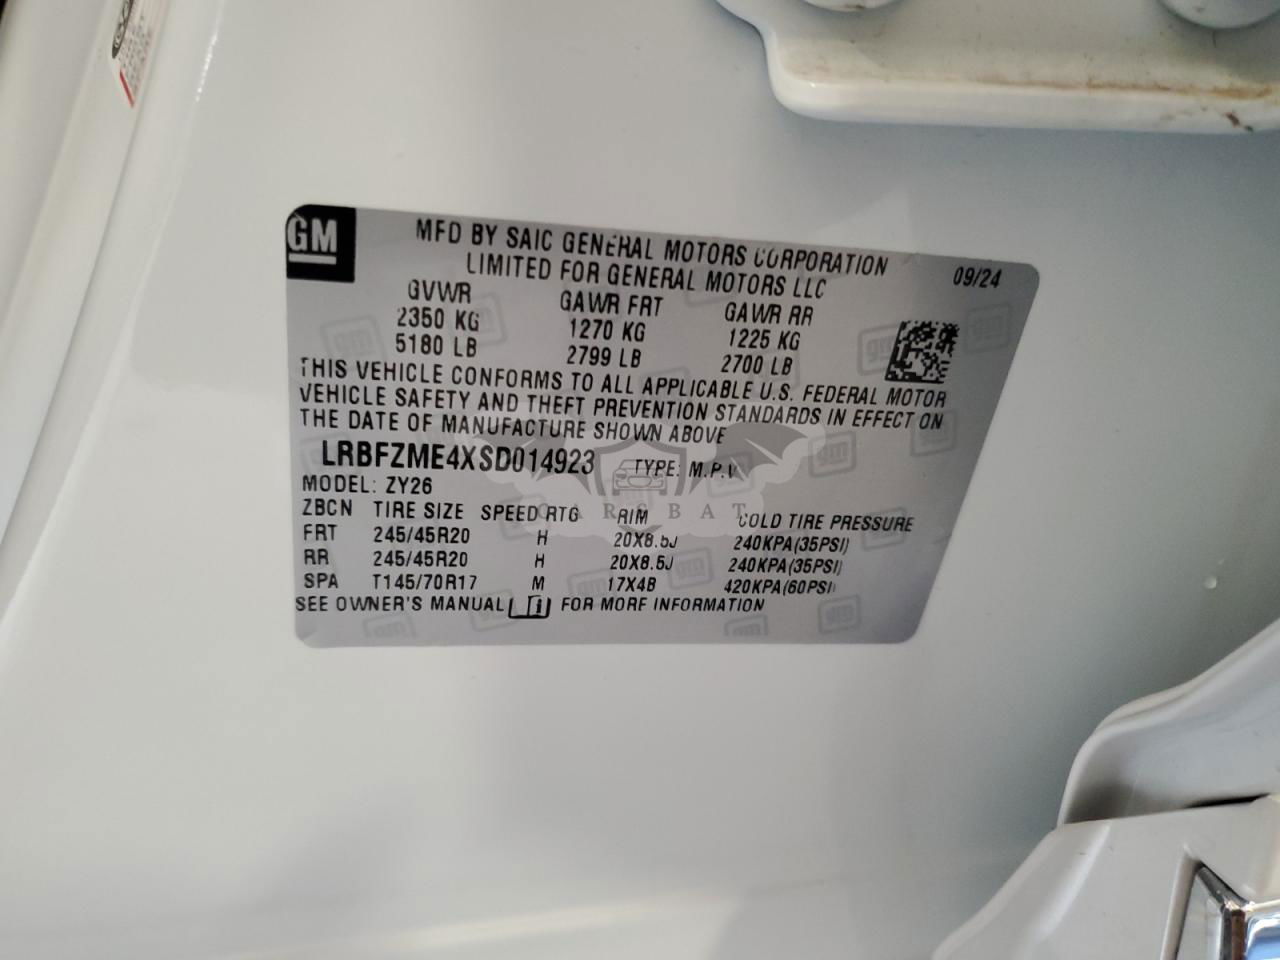 GM
MFD BY SAIC GENERAL MOTORS CORPORATION
LIMITED FOR GENERAL MOTORS LLC
09/24
GVWR GAWR FRT GAWR RR
2350 KG 1270 KG 1225 KG
5180 LB 2799 LB 2700 LB
THIS VEHICLE CONFORMS TO ALL APPLICABLE U.S. FEDERAL MOTOR
VEHICLE SAFETY AND THEFT PREVENTION STANDARDS IN EFFECT ON
THE DATE OF MANUFACTURE SHOWN ABOVE
LRBFZME4XSD014923 TYPE: M.P.V
MODEL: ZY26
ZBCN TIRE SIZE SPEED RTG RIM COLD TIRE PRESSURE
FRT 245/45R20 H 20X8.5J 240KPA(35PSI)
RR 245/45R20 H 20X8.5J 240KPA(35PSI)
SPA T145/70R17 M 17X4B 420KPA(60PSI)
SEE OWNER'S MANUAL i FOR MORE INFORMATION
CARSBAT